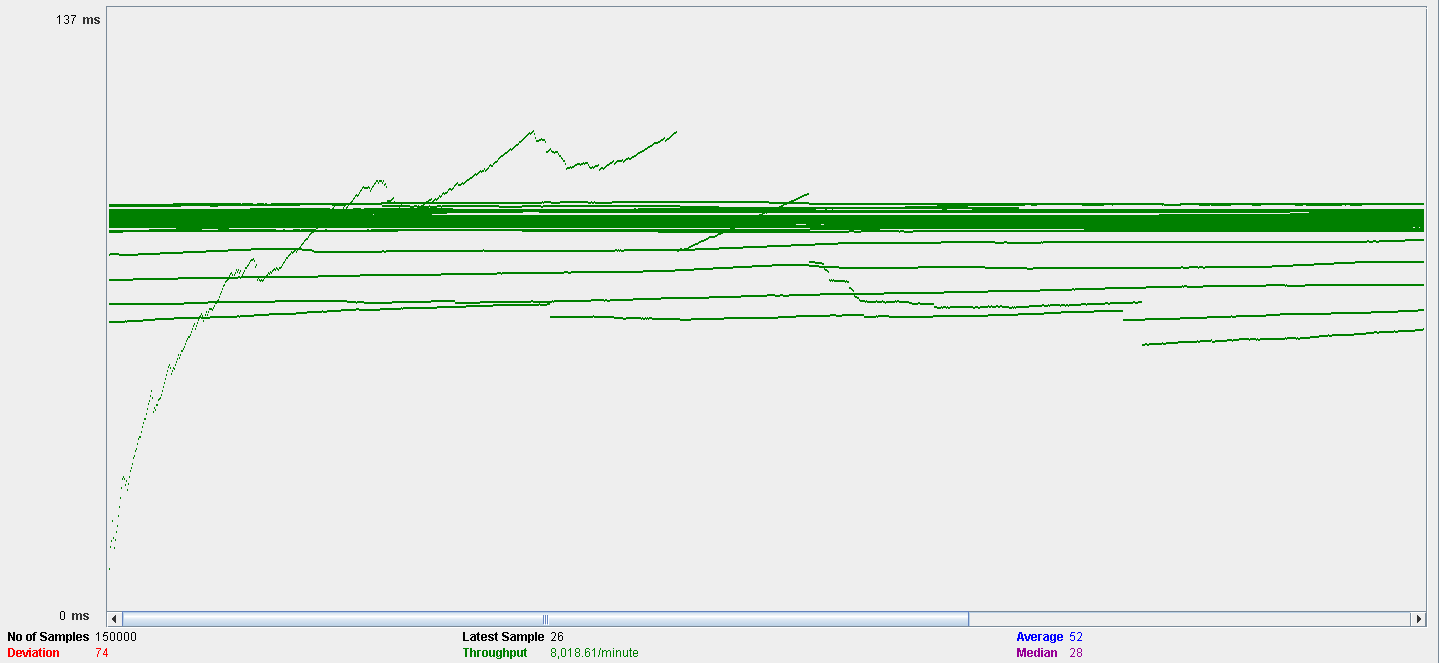 137 ms
0 ms
No of Samples 150000 Latest Sample 26 Average 52
Deviation 74 Throughput 8,018.61/minute Median 28